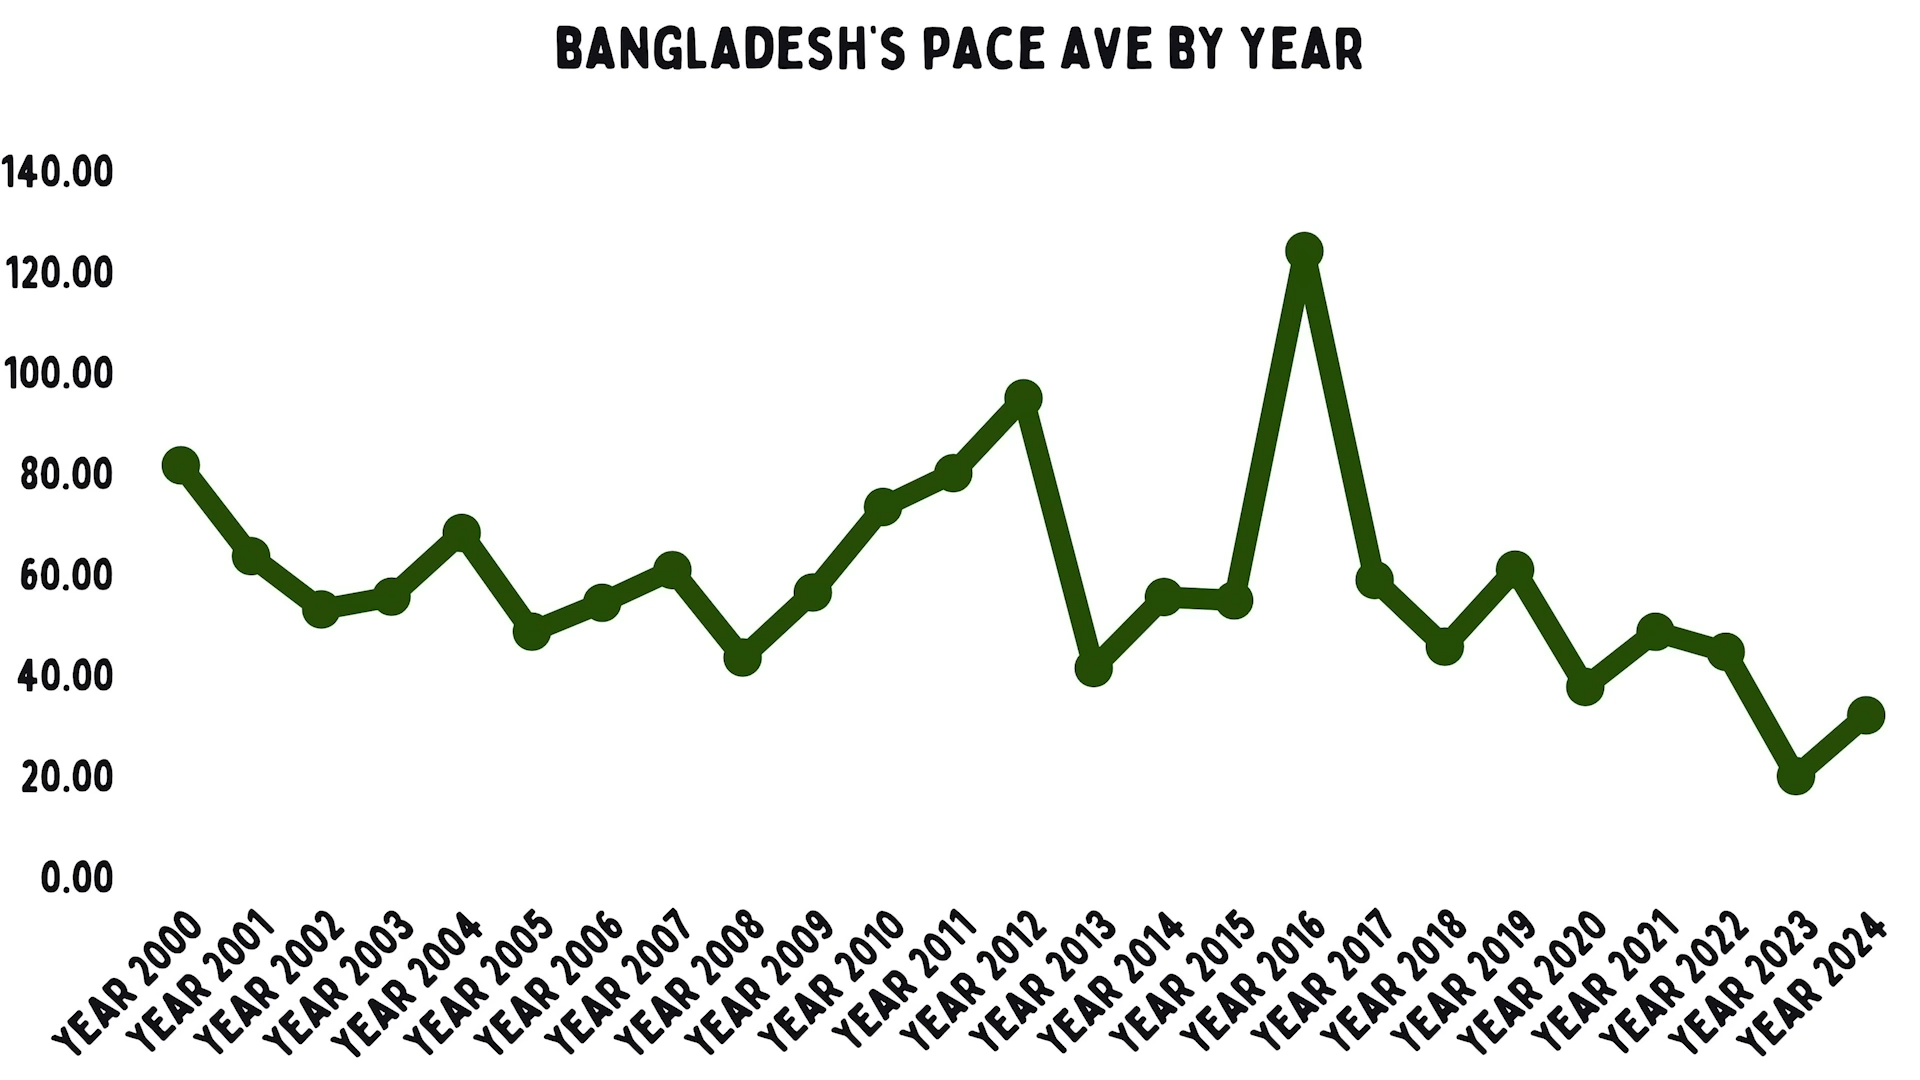 BANGLADESH'S PACE AVE BY YEAR
140.00
120.00
100.00
80.00
60.00
40.00
20.00
0.00
YEAR 2000
YEAR 2001
YEAR 2002
YEAR 2003
YEAR 2004
YEAR 2005
YEAR 2006
YEAR 2007
YEAR 2008
YEAR 2009
YEAR 2010
YEAR 2011
YEAR 2012
YEAR 2013
YEAR 2014
YEAR 2015
YEAR 2016
YEAR 2017
YEAR 2018
YEAR 2019
YEAR 2020
YEAR 2021
YEAR 2022
YEAR 2023
YEAR 2024